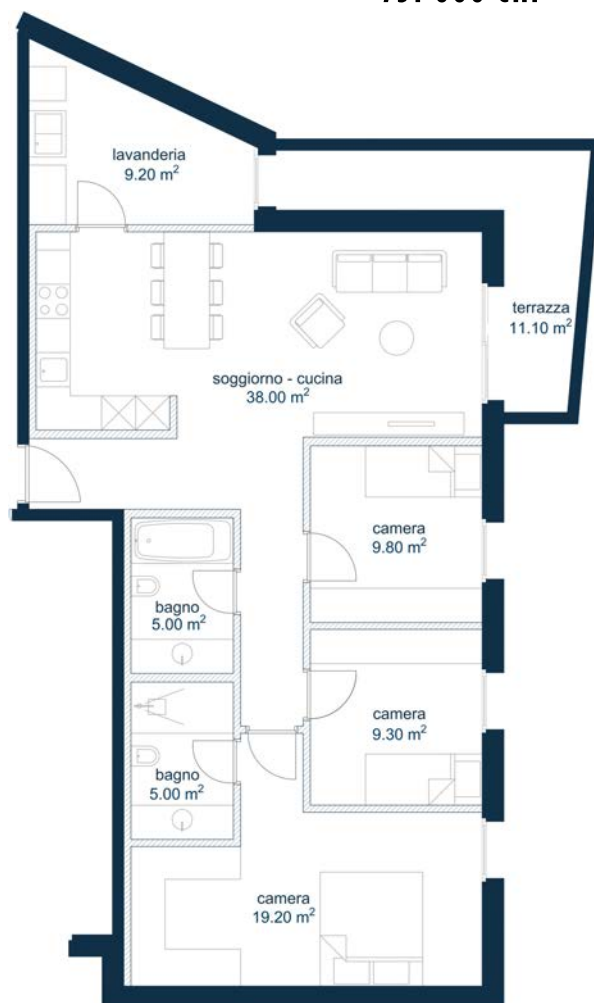 lavanderia
9.20 m²
terrazza
11.10 m²
soggiorno - cucina
38.00 m²
camera
9.80 m²
bagno
5.00 m²
camera
9.30 m²
bagno
5.00 m²
camera
19.20 m²